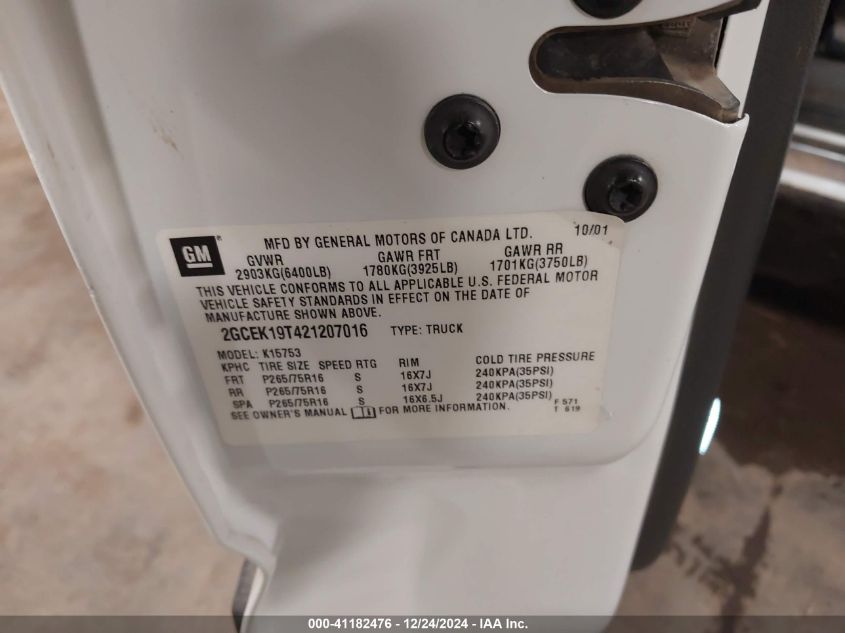 GM ®
MFD BY GENERAL MOTORS OF CANADA LTD. 10/01
GVWR GAWR FRT GAWR RR
2903KG(6400LB) 1780KG(3925LB) 1701KG(3750LB)
THIS VEHICLE CONFORMS TO ALL APPLICABLE U.S. FEDERAL MOTOR
VEHICLE SAFETY STANDARDS IN EFFECT ON THE DATE OF
MANUFACTURE SHOWN ABOVE.
2GCEK19T421207016 TYPE: TRUCK
MODEL: K15753
KPHC TIRE SIZE SPEED RTG RIM COLD TIRE PRESSURE
FRT P265/75R16 S 16X7J 240KPA(35PSI)
RR P265/75R16 S 16X7J 240KPA(35PSI)
SPA P265/75R16 S 16X6.5J 240KPA(35PSI) F 571
SEE OWNER'S MANUAL FOR MORE INFORMATION. T 619
000-41182476 - 12/24/2024 - IAA Inc.